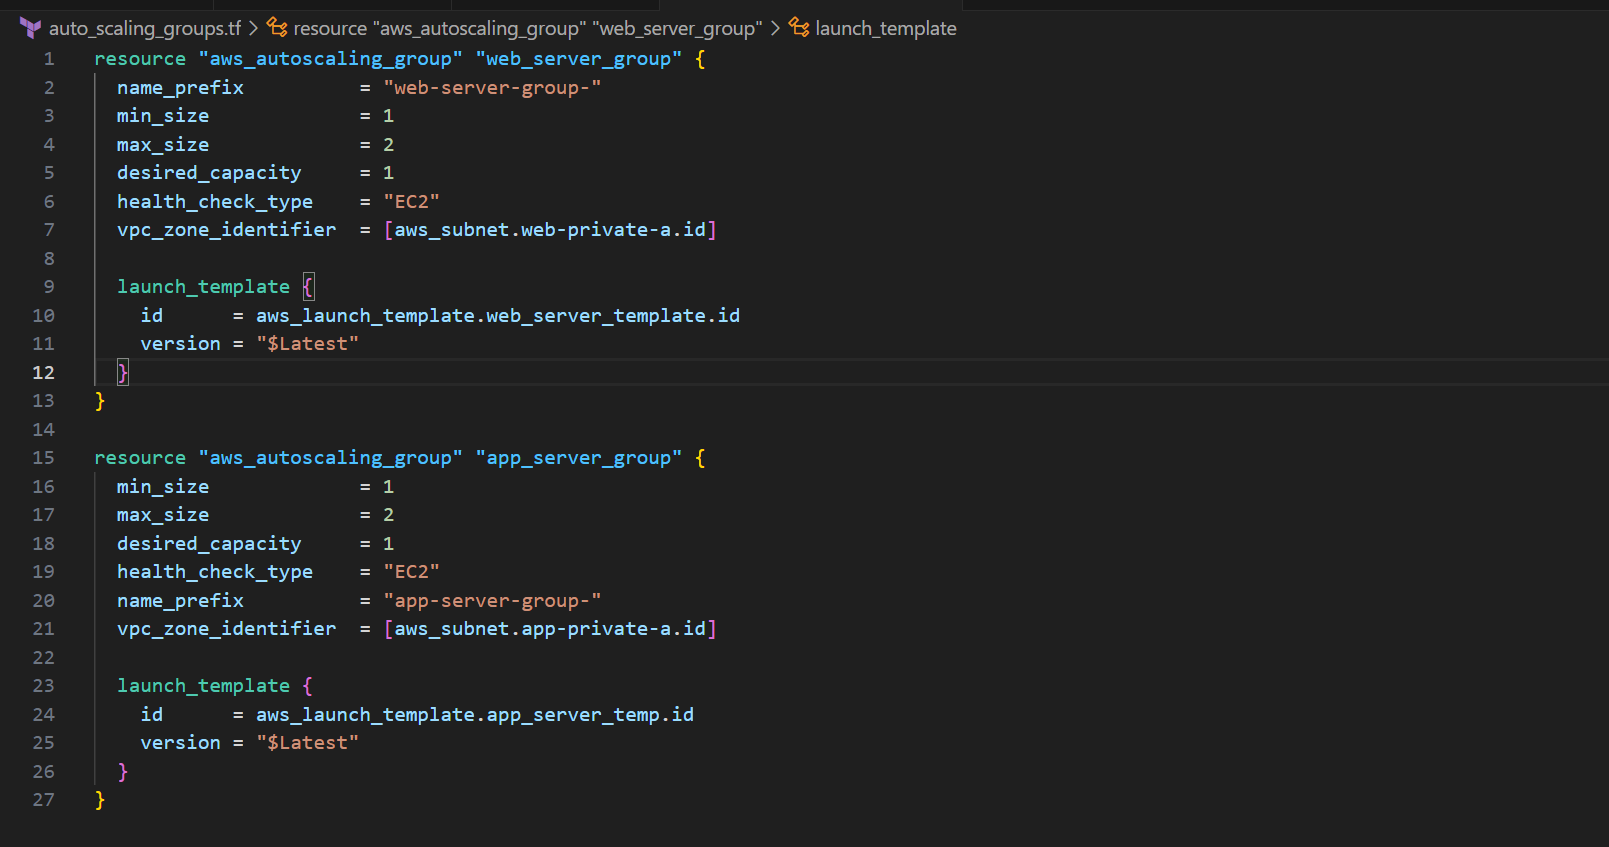 auto_scaling_groups.tf > resource "aws_autoscaling_group" "web_server_group" > launch_template
1 resource "aws_autoscaling_group" "web_server_group" {
2   name_prefix          = "web-server-group-"
3   min_size             = 1
4   max_size             = 2
5   desired_capacity     = 1
6   health_check_type    = "EC2"
7   vpc_zone_identifier  = [aws_subnet.web-private-a.id]
8
9   launch_template {
10     id      = aws_launch_template.web_server_template.id
11     version = "$Latest"
12   }
13 }
14
15 resource "aws_autoscaling_group" "app_server_group" {
16   min_size             = 1
17   max_size             = 2
18   desired_capacity     = 1
19   health_check_type    = "EC2"
20   name_prefix          = "app-server-group-"
21   vpc_zone_identifier  = [aws_subnet.app-private-a.id]
22
23   launch_template {
24     id      = aws_launch_template.app_server_temp.id
25     version = "$Latest"
26   }
27 }